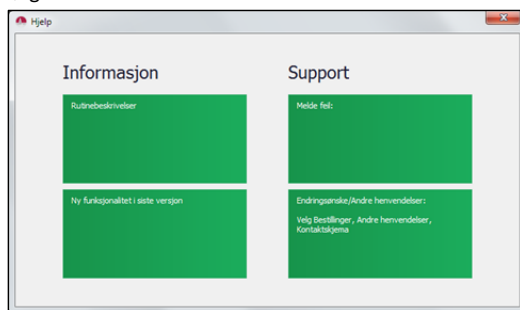 Hjelp
Informasjon
Rutinebeskrivelser
Ny funksjonalitet i siste versjon
Support
Melde feil:
Endringsønske/Andre henvendelser:
Velg Bestillinger, Andre henvendelser,
Kontaktskjema